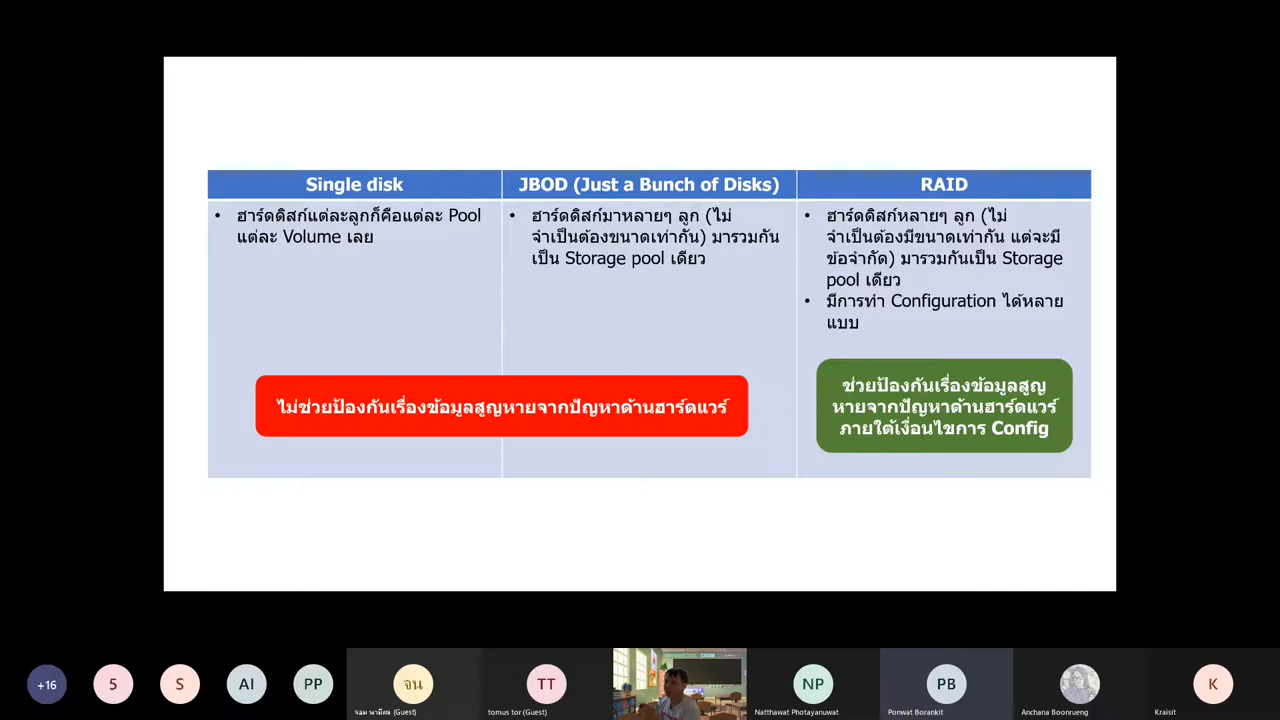 Single disk
JBOD (Just a Bunch of Disks)
RAID
• ฮาร์ดดิสก์แต่ละลูกก็คือแต่ละ Pool
แต่ละ Volume เลย
• ฮาร์ดดิสก์มาหลายๆ ลูก (ไม่
จำเป็นต้องขนาดเท่ากัน) มารวมกัน
เป็น Storage pool เดียว
• ฮาร์ดดิสก์หลายๆ ลูก (ไม่
จำเป็นต้องมีขนาดเท่ากัน แต่จะมี
ข้อจำกัด) มารวมกันเป็น Storage
pool เดียว
• มีการทำ Configuration ได้หลาย
แบบ
ไม่ช่วยป้องกันเรื่องข้อมูลสูญหายจากปัญหาด้านฮาร์ดแวร์
ช่วยป้องกันเรื่องข้อมูลสูญ
หายจากปัญหาด้านฮาร์ดแวร์
ภายใต้เงื่อนไขการ Config
+16
5
S
AI
PP
จน
TT
NP
PB
K
(Guest)
tomus tor (Guest)
Natthawat Photayanuwat
Ponwat Borankit
Anchana Boonrueng
Kraisit